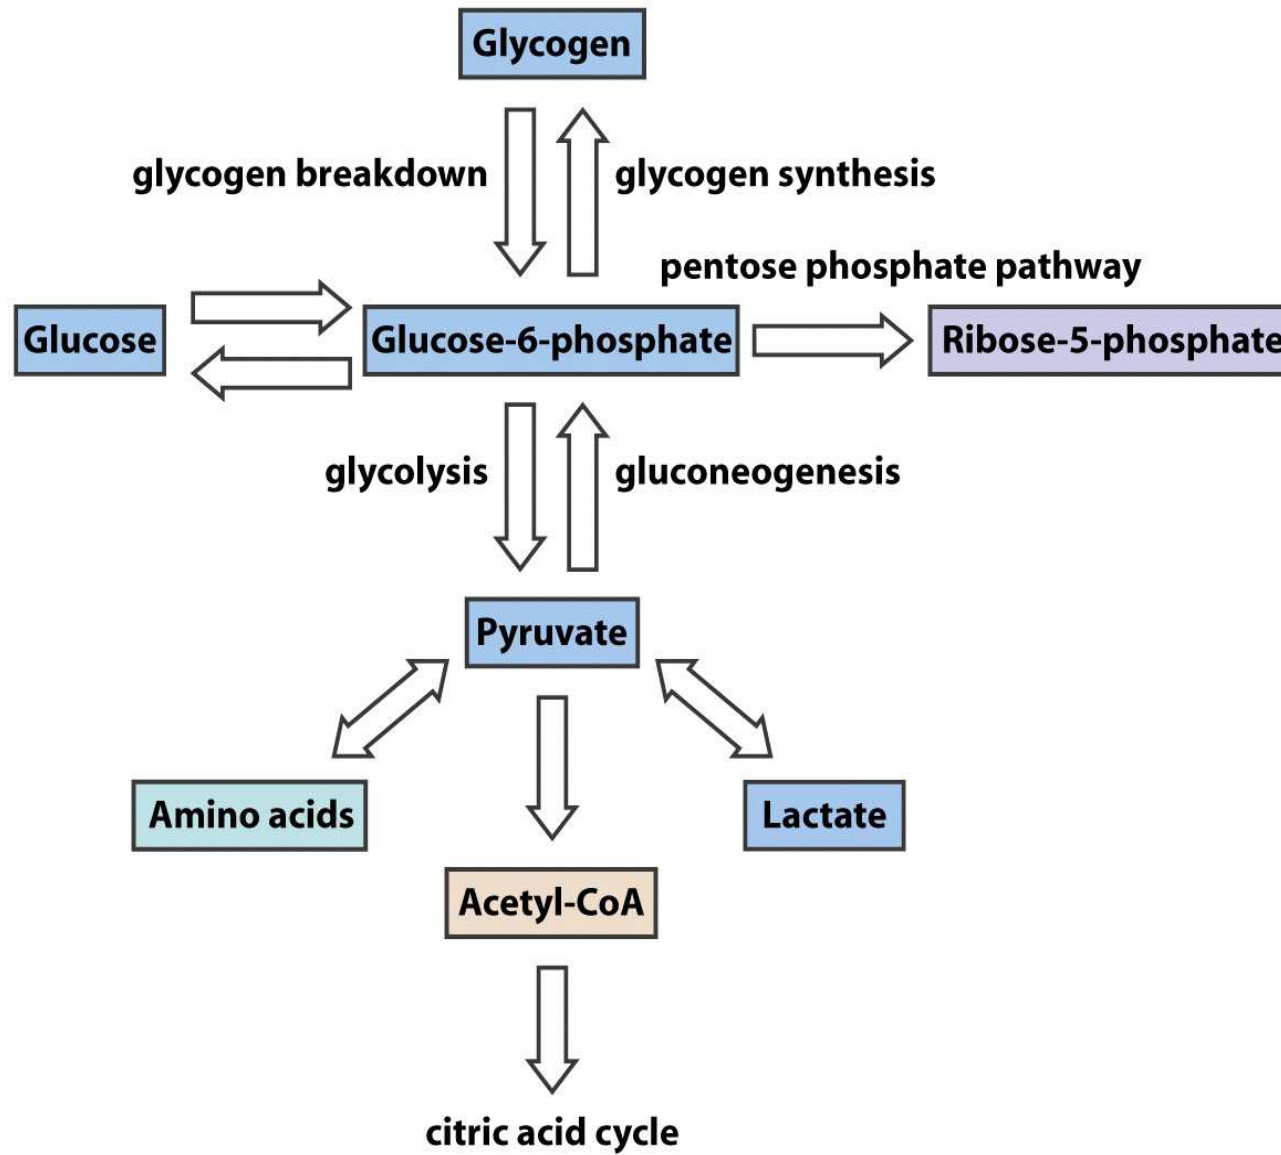 Glycogen
glycogen breakdown
glycogen synthesis
pentose phosphate pathway
Glucose
Glucose-6-phosphate
Ribose-5-phosphate
glycolysis
gluconeogenesis
Pyruvate
Amino acids
Lactate
Acetyl-CoA
citric acid cycle